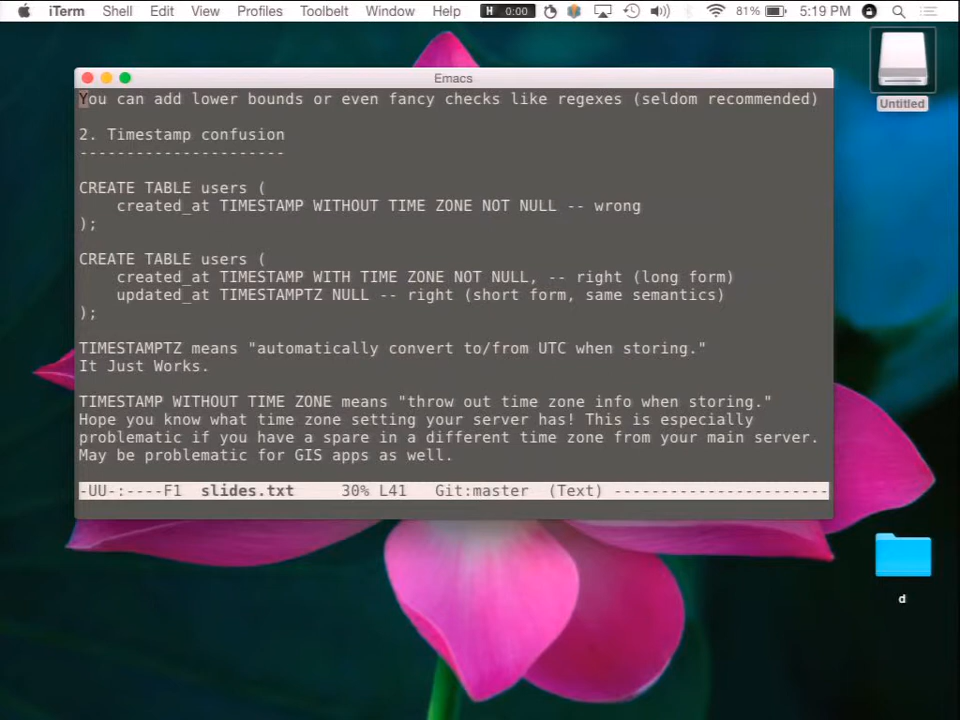 iTerm Shell Edit View Profiles Toolbelt Window Help H 0:00 81% 5:19 PM
Untitled
Emacs
You can add lower bounds or even fancy checks like regexes (seldom recommended)
2. Timestamp confusion
----------------------
CREATE TABLE users (
    created_at TIMESTAMP WITHOUT TIME ZONE NOT NULL -- wrong
);
CREATE TABLE users (
    created_at TIMESTAMP WITH TIME ZONE NOT NULL, -- right (long form)
    updated_at TIMESTAMPTZ NULL -- right (short form, same semantics)
);
TIMESTAMPTZ means "automatically convert to/from UTC when storing."
It Just Works.
TIMESTAMP WITHOUT TIME ZONE means "throw out time zone info when storing."
Hope you know what time zone setting your server has! This is especially
problematic if you have a spare in a different time zone from your main server.
May be problematic for GIS apps as well.
-UU-:----F1  slides.txt     30% L41   Git:master  (Text) -----------------------
d